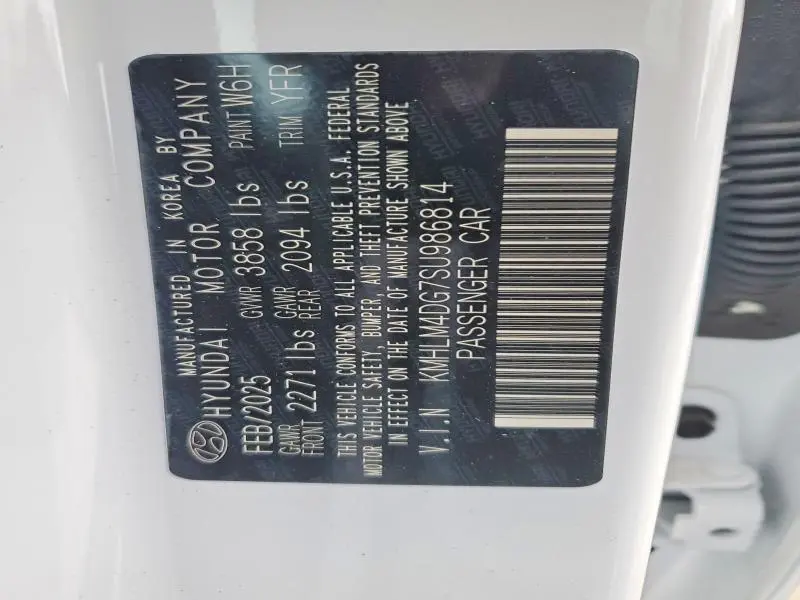 MANUFACTURED IN KOREA BY
HYUNDAI MOTOR COMPANY
FEB/2025 GVWR 3858 lbs PAINT W6H
GAWR FRONT 2271 lbs GAWR REAR 2094 lbs TRIM YFR
THIS VEHICLE CONFORMS TO ALL APPLICABLE U.S.A. FEDERAL
MOTOR VEHICLE SAFETY, BUMPER, AND THEFT PREVENTION STANDARDS
IN EFFECT ON THE DATE OF MANUFACTURE SHOWN ABOVE
V.I.N KMHLM4DG7SU986814
PASSENGER CAR